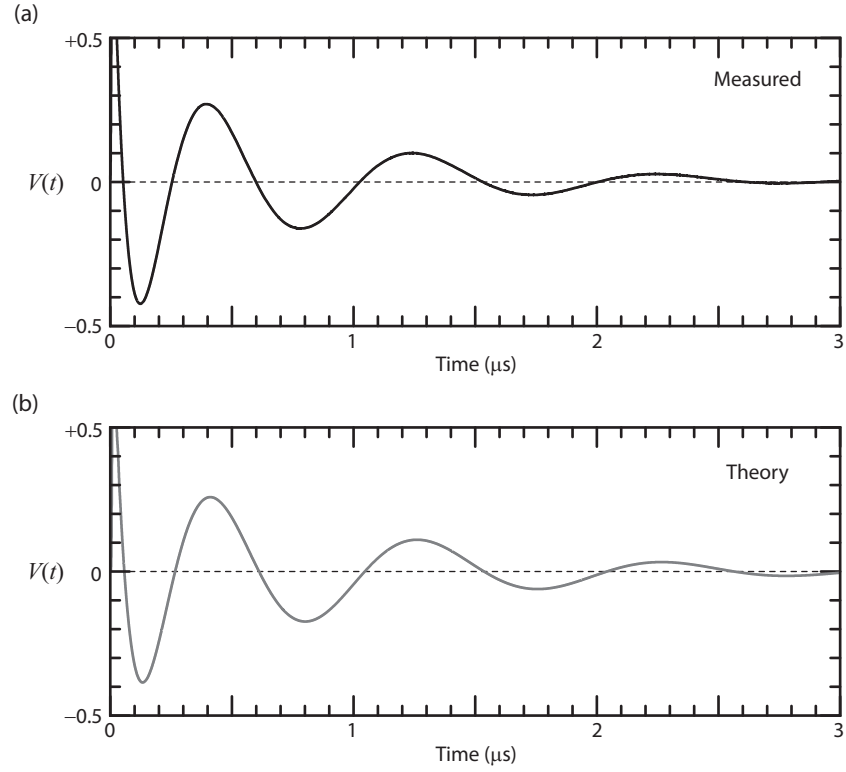 (a)
+0.5
Measured
V(t)
0
−0.5
0
1
2
3
Time (μs)
(b)
+0.5
Theory
V(t)
0
−0.5
0
1
2
3
Time (μs)